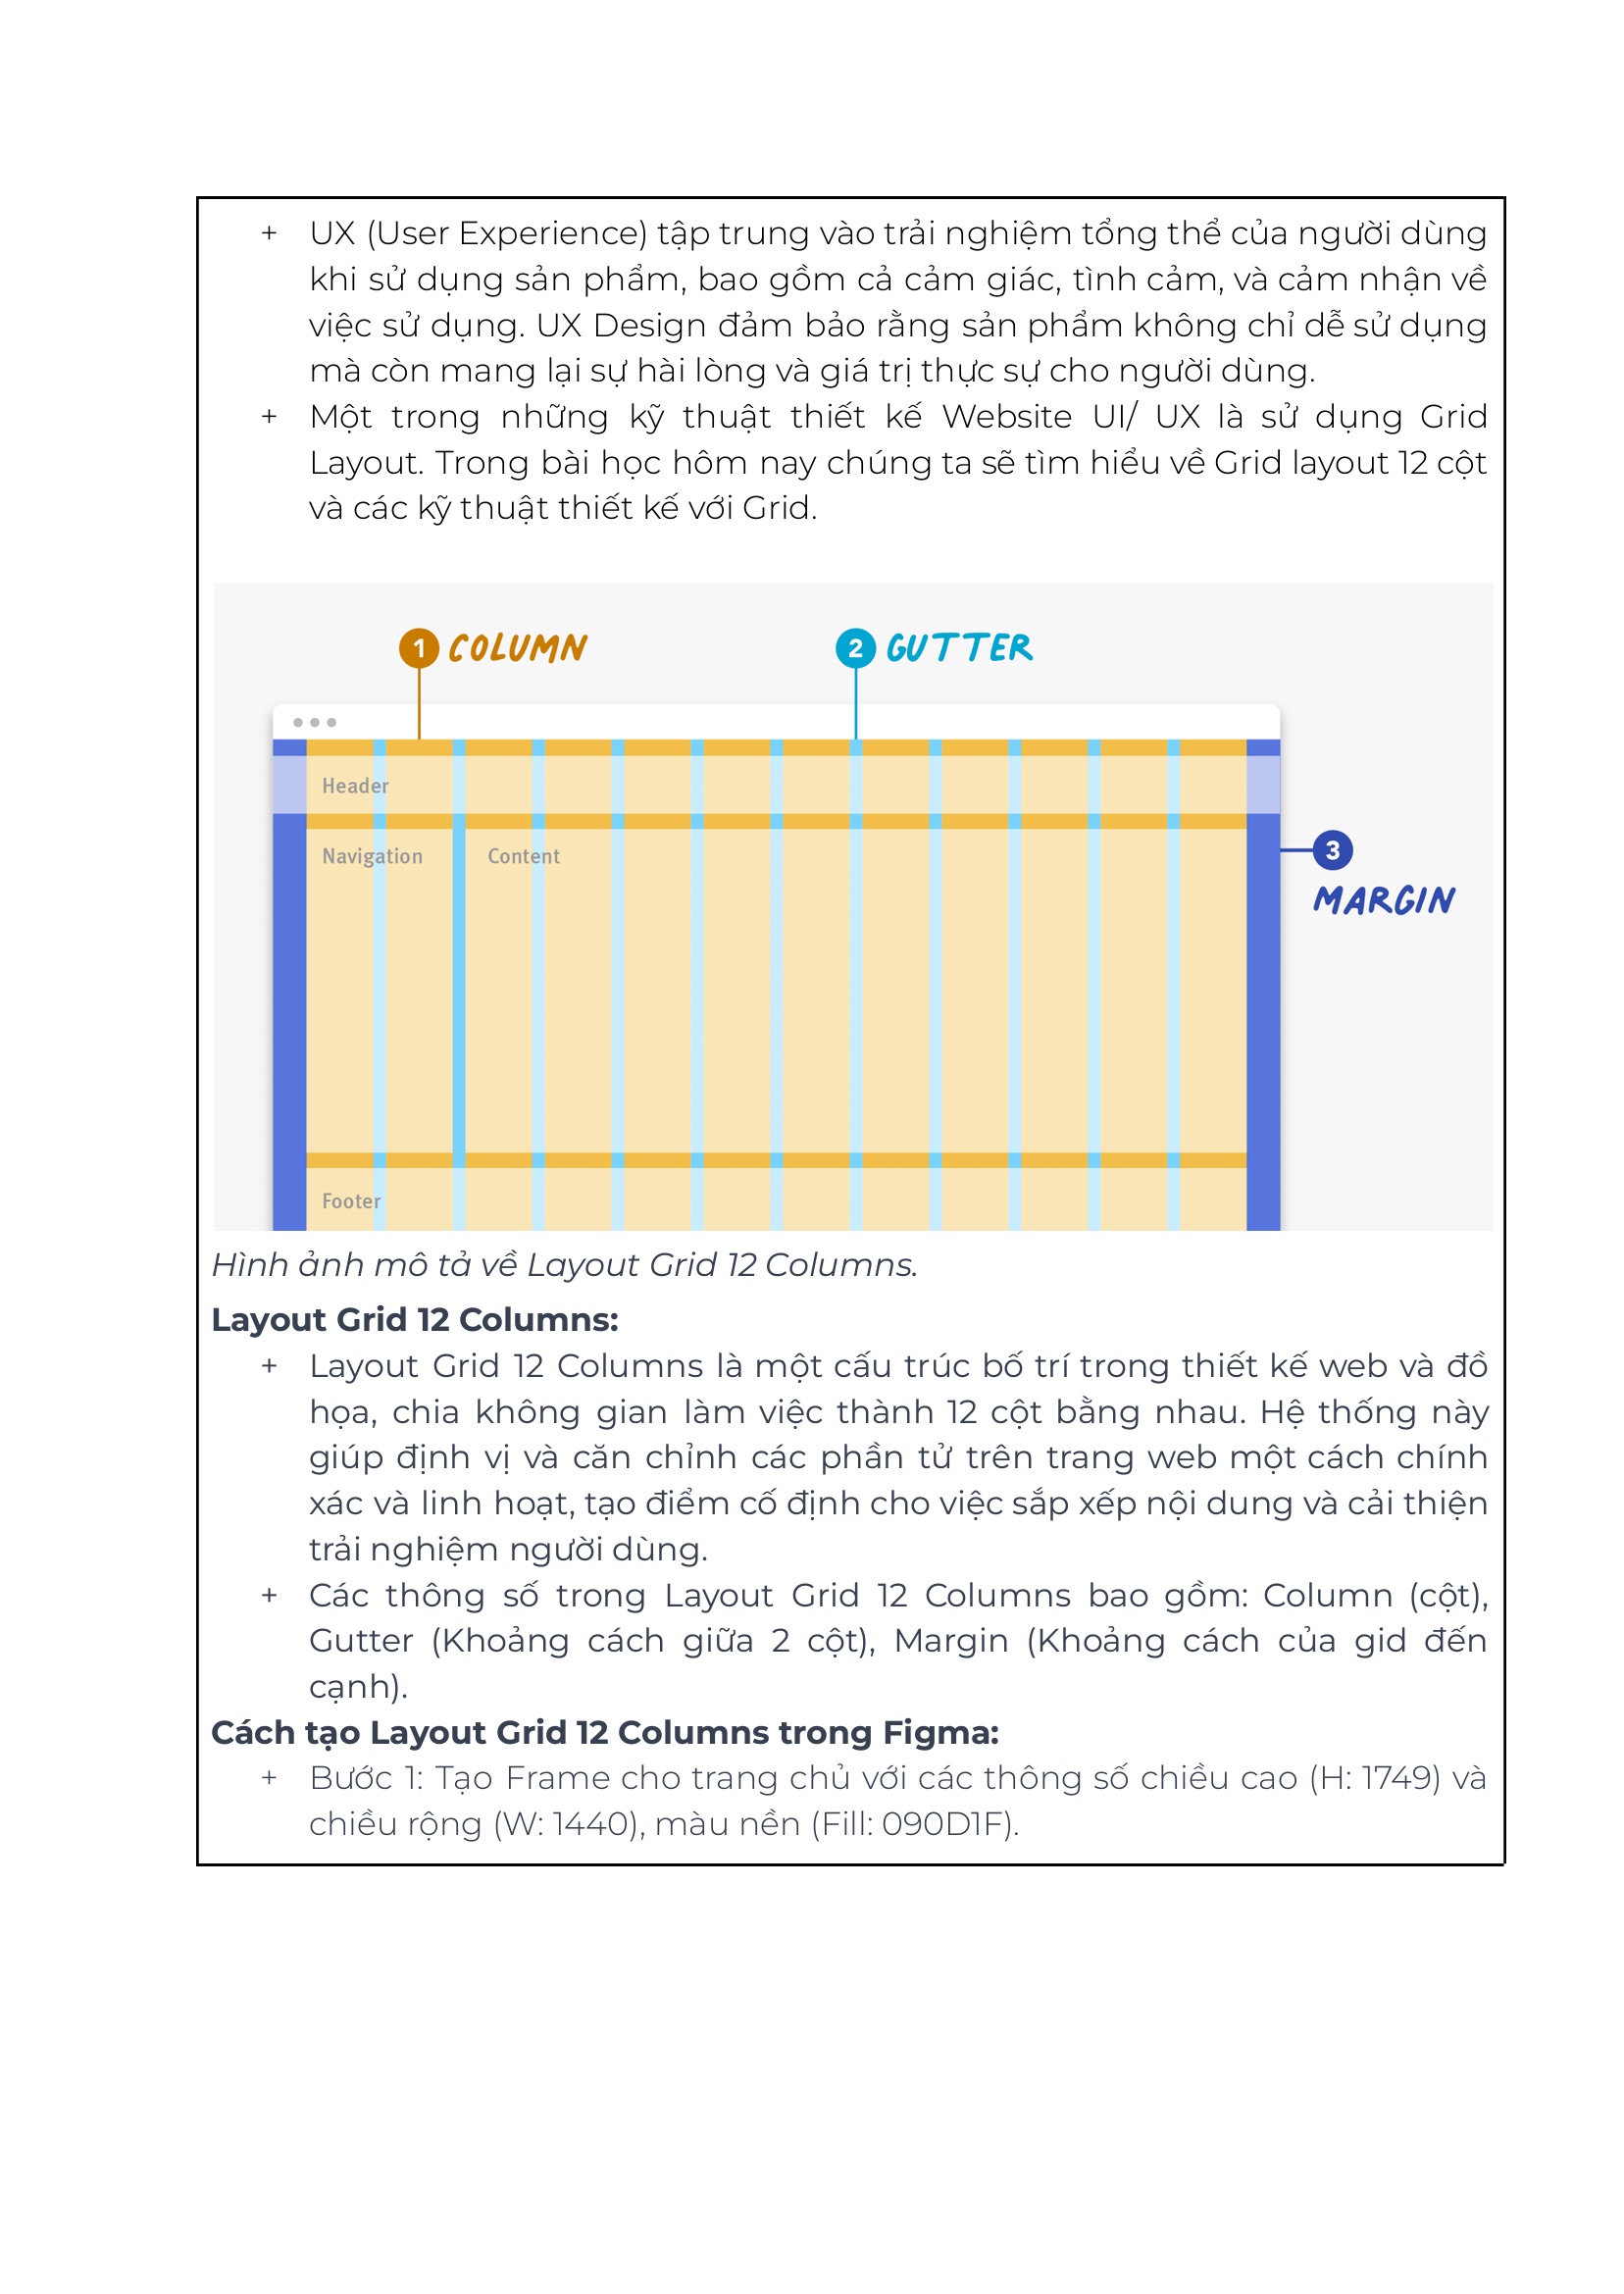 + UX (User Experience) tập trung vào trải nghiệm tổng thể của người dùng
khi sử dụng sản phẩm, bao gồm cả cảm giác, tình cảm, và cảm nhận về
việc sử dụng. UX Design đảm bảo rằng sản phẩm không chỉ dễ sử dụng
mà còn mang lại sự hài lòng và giá trị thực sự cho người dùng.
+ Một trong những kỹ thuật thiết kế Website UI/ UX là sử dụng Grid
Layout. Trong bài học hôm nay chúng ta sẽ tìm hiểu về Grid layout 12 cột
và các kỹ thuật thiết kế với Grid.
1 COLUMN
2 GUTTER
Header
Navigation
Content
3
MARGIN
Footer
Hình ảnh mô tả về Layout Grid 12 Columns.
Layout Grid 12 Columns:
+ Layout Grid 12 Columns là một cấu trúc bố trí trong thiết kế web và đồ
họa, chia không gian làm việc thành 12 cột bằng nhau. Hệ thống này
giúp định vị và căn chỉnh các phần tử trên trang web một cách chính
xác và linh hoạt, tạo điểm cố định cho việc sắp xếp nội dung và cải thiện
trải nghiệm người dùng.
+ Các thông số trong Layout Grid 12 Columns bao gồm: Column (cột),
Gutter (Khoảng cách giữa 2 cột), Margin (Khoảng cách của gid đến
cạnh).
Cách tạo Layout Grid 12 Columns trong Figma:
+ Bước 1: Tạo Frame cho trang chủ với các thông số chiều cao (H: 1749) và
chiều rộng (W: 1440), màu nền (Fill: 090D1F).